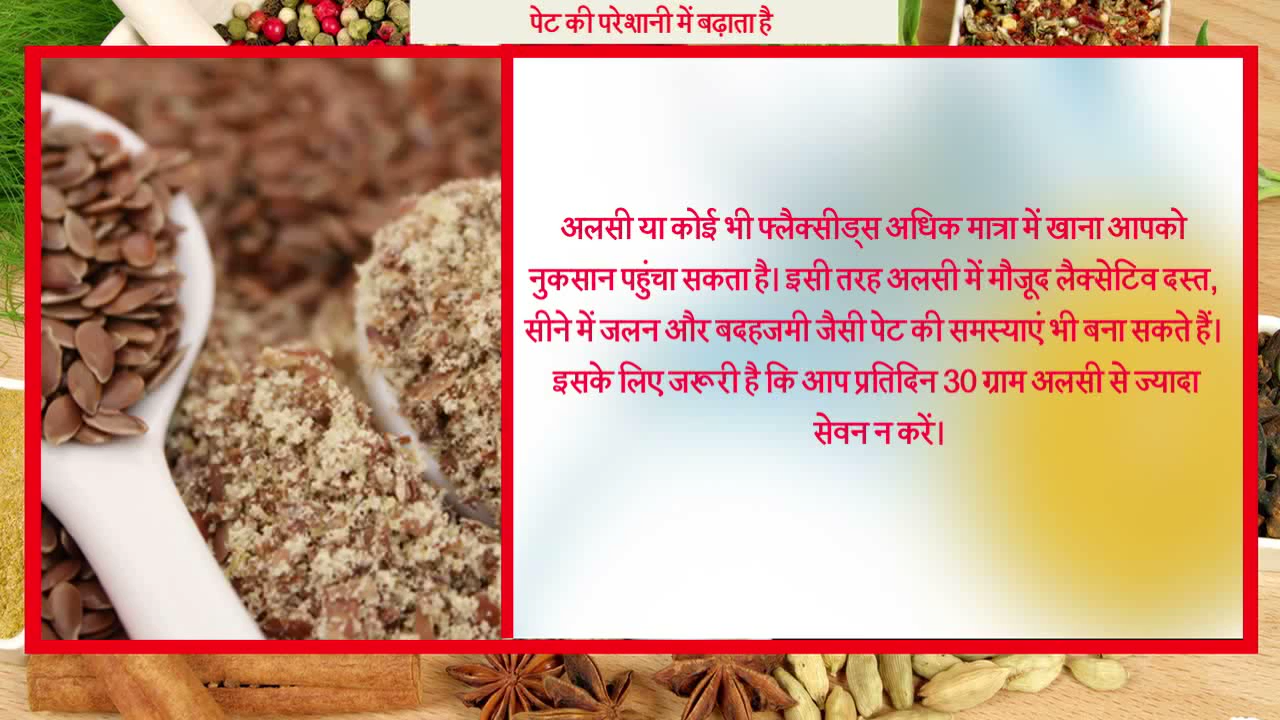 पेट की परेशानी में बढ़ाता है
अलसी या कोई भी फ्लैक्सीड्स अधिक मात्रा में खाना आपको
नुकसान पहुंचा सकता है। इसी तरह अलसी में मौजूद लैक्सेटिव दस्त,
सीने में जलन और बदहजमी जैसी पेट की समस्याएं भी बना सकते हैं।
इसके लिए जरूरी है कि आप प्रतिदिन 30 ग्राम अलसी से ज्यादा
सेवन न करें।